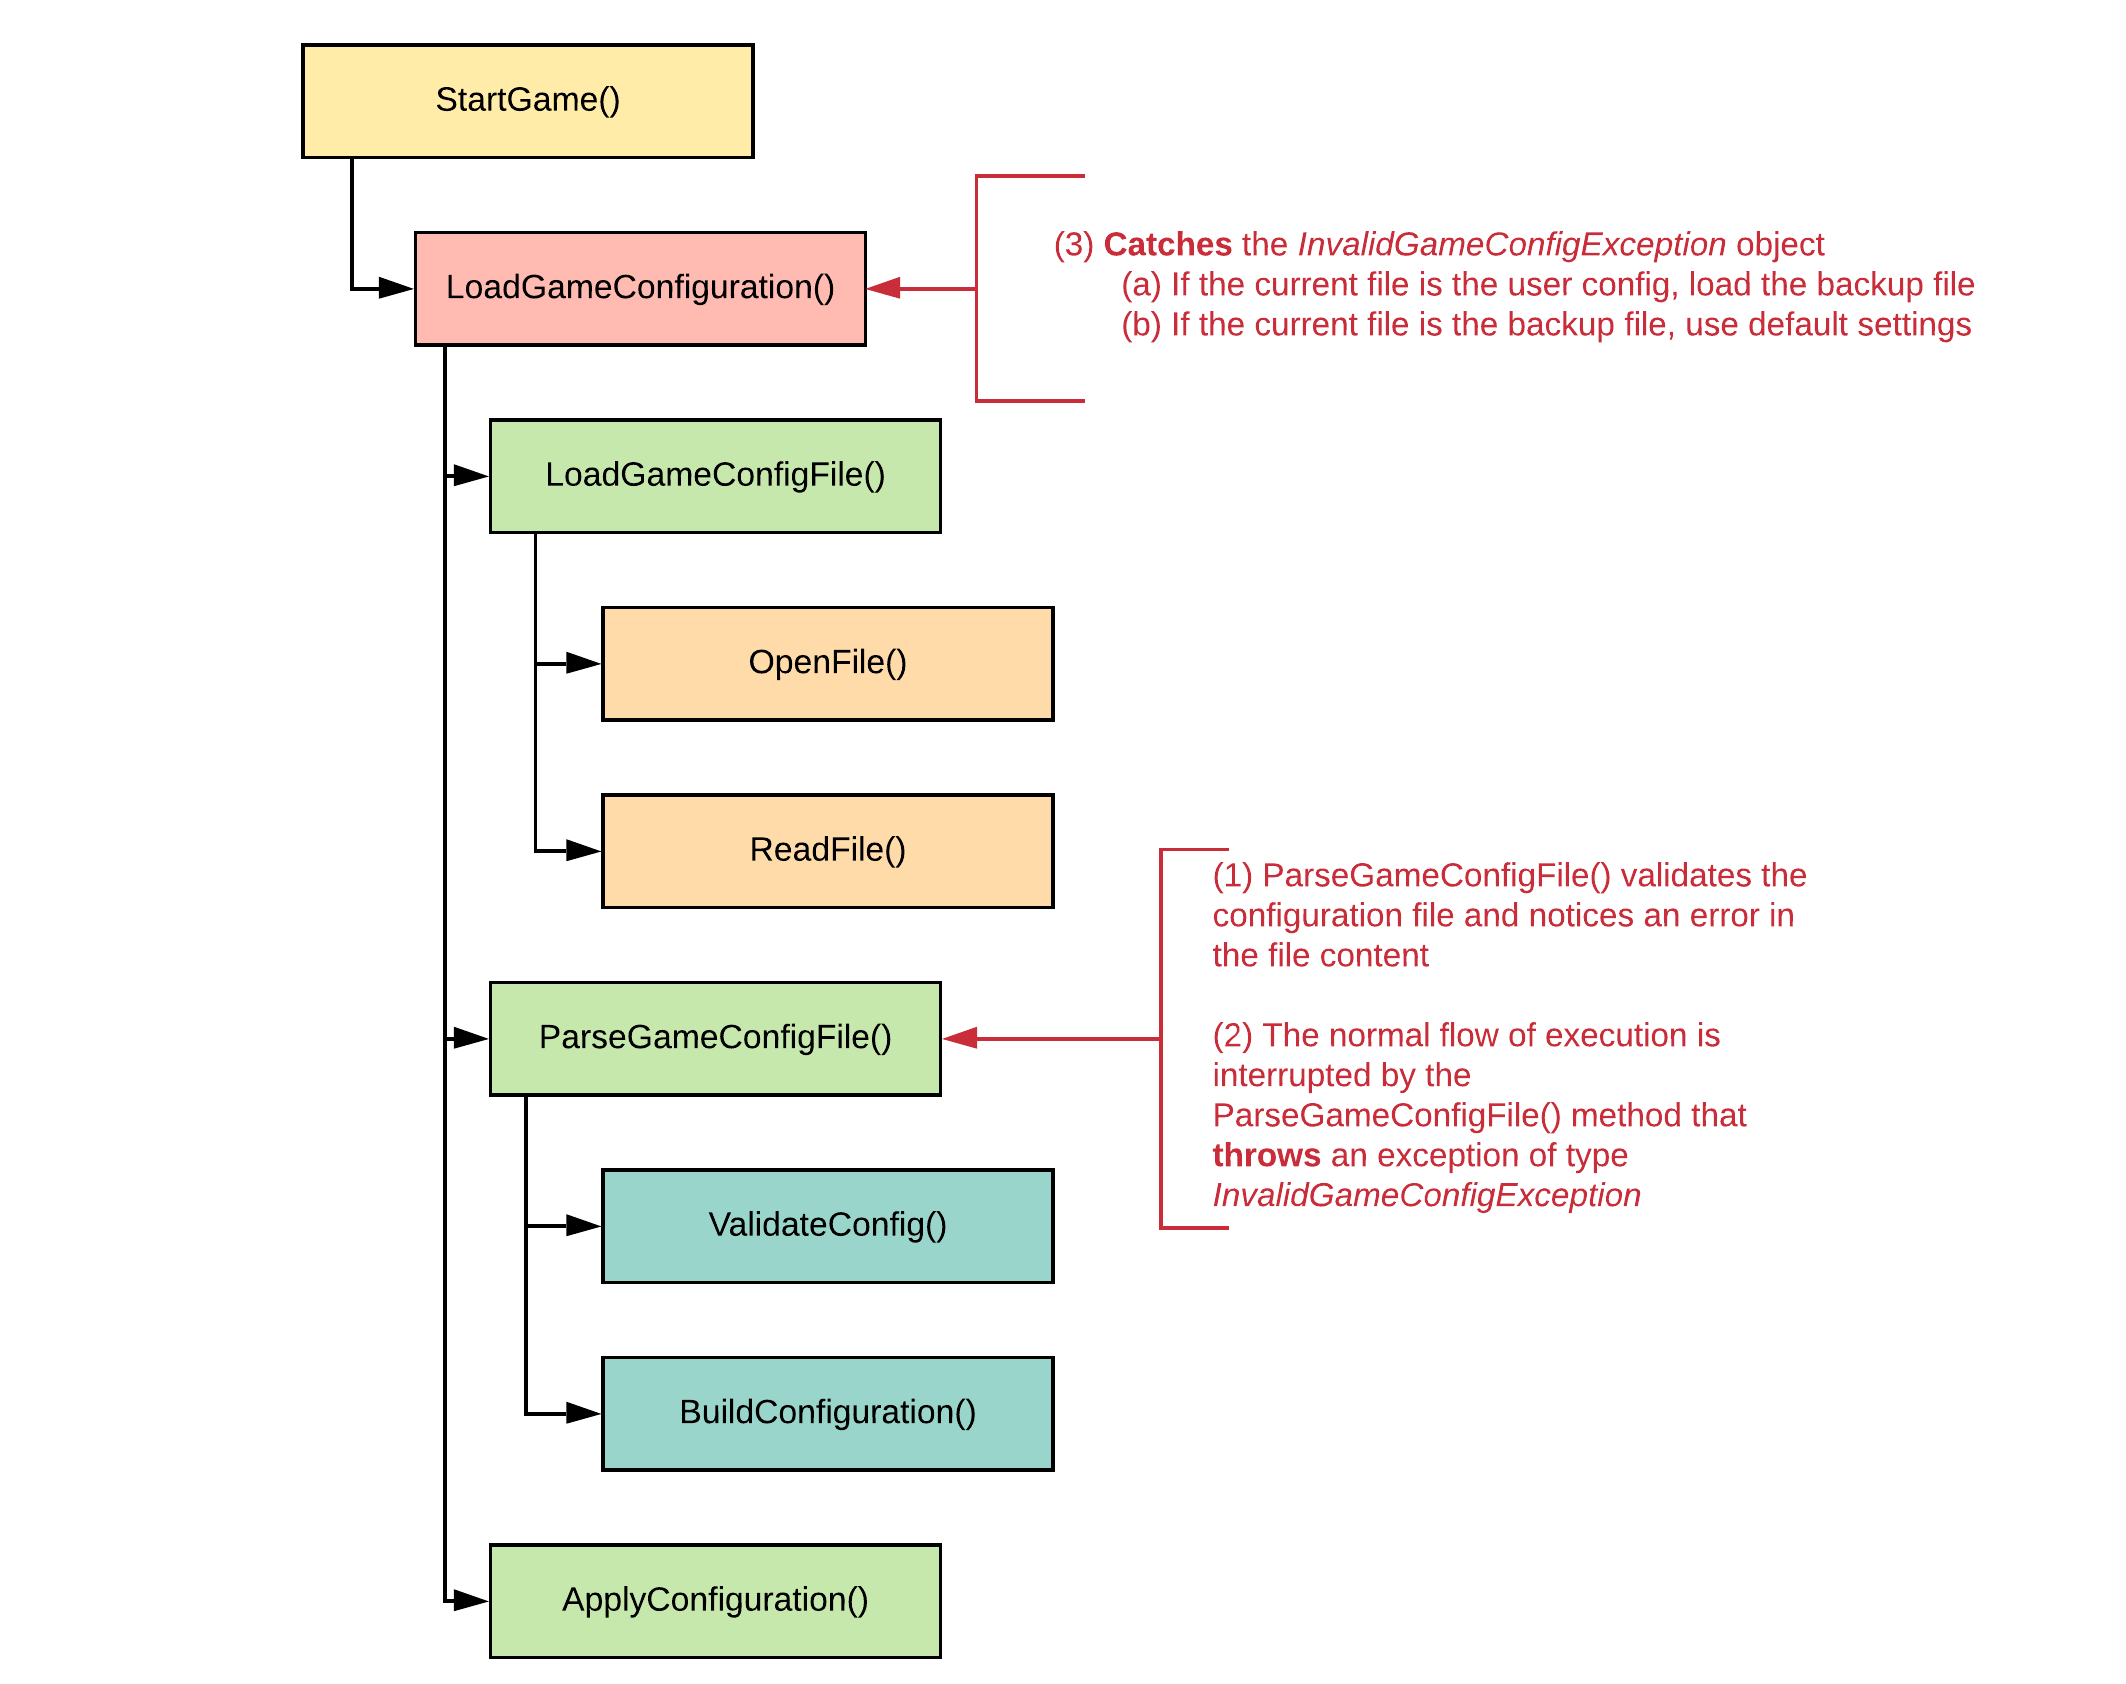 StartGame()
LoadGameConfiguration()
(3) Catches the InvalidGameConfigException object
(a) If the current file is the user config, load the backup file
(b) If the current file is the backup file, use default settings
LoadGameConfigFile()
OpenFile()
ReadFile()
(1) ParseGameConfigFile() validates the
configuration file and notices an error in
the file content
(2) The normal flow of execution is
interrupted by the
ParseGameConfigFile() method that
throws an exception of type
InvalidGameConfigException
ParseGameConfigFile()
ValidateConfig()
BuildConfiguration()
ApplyConfiguration()